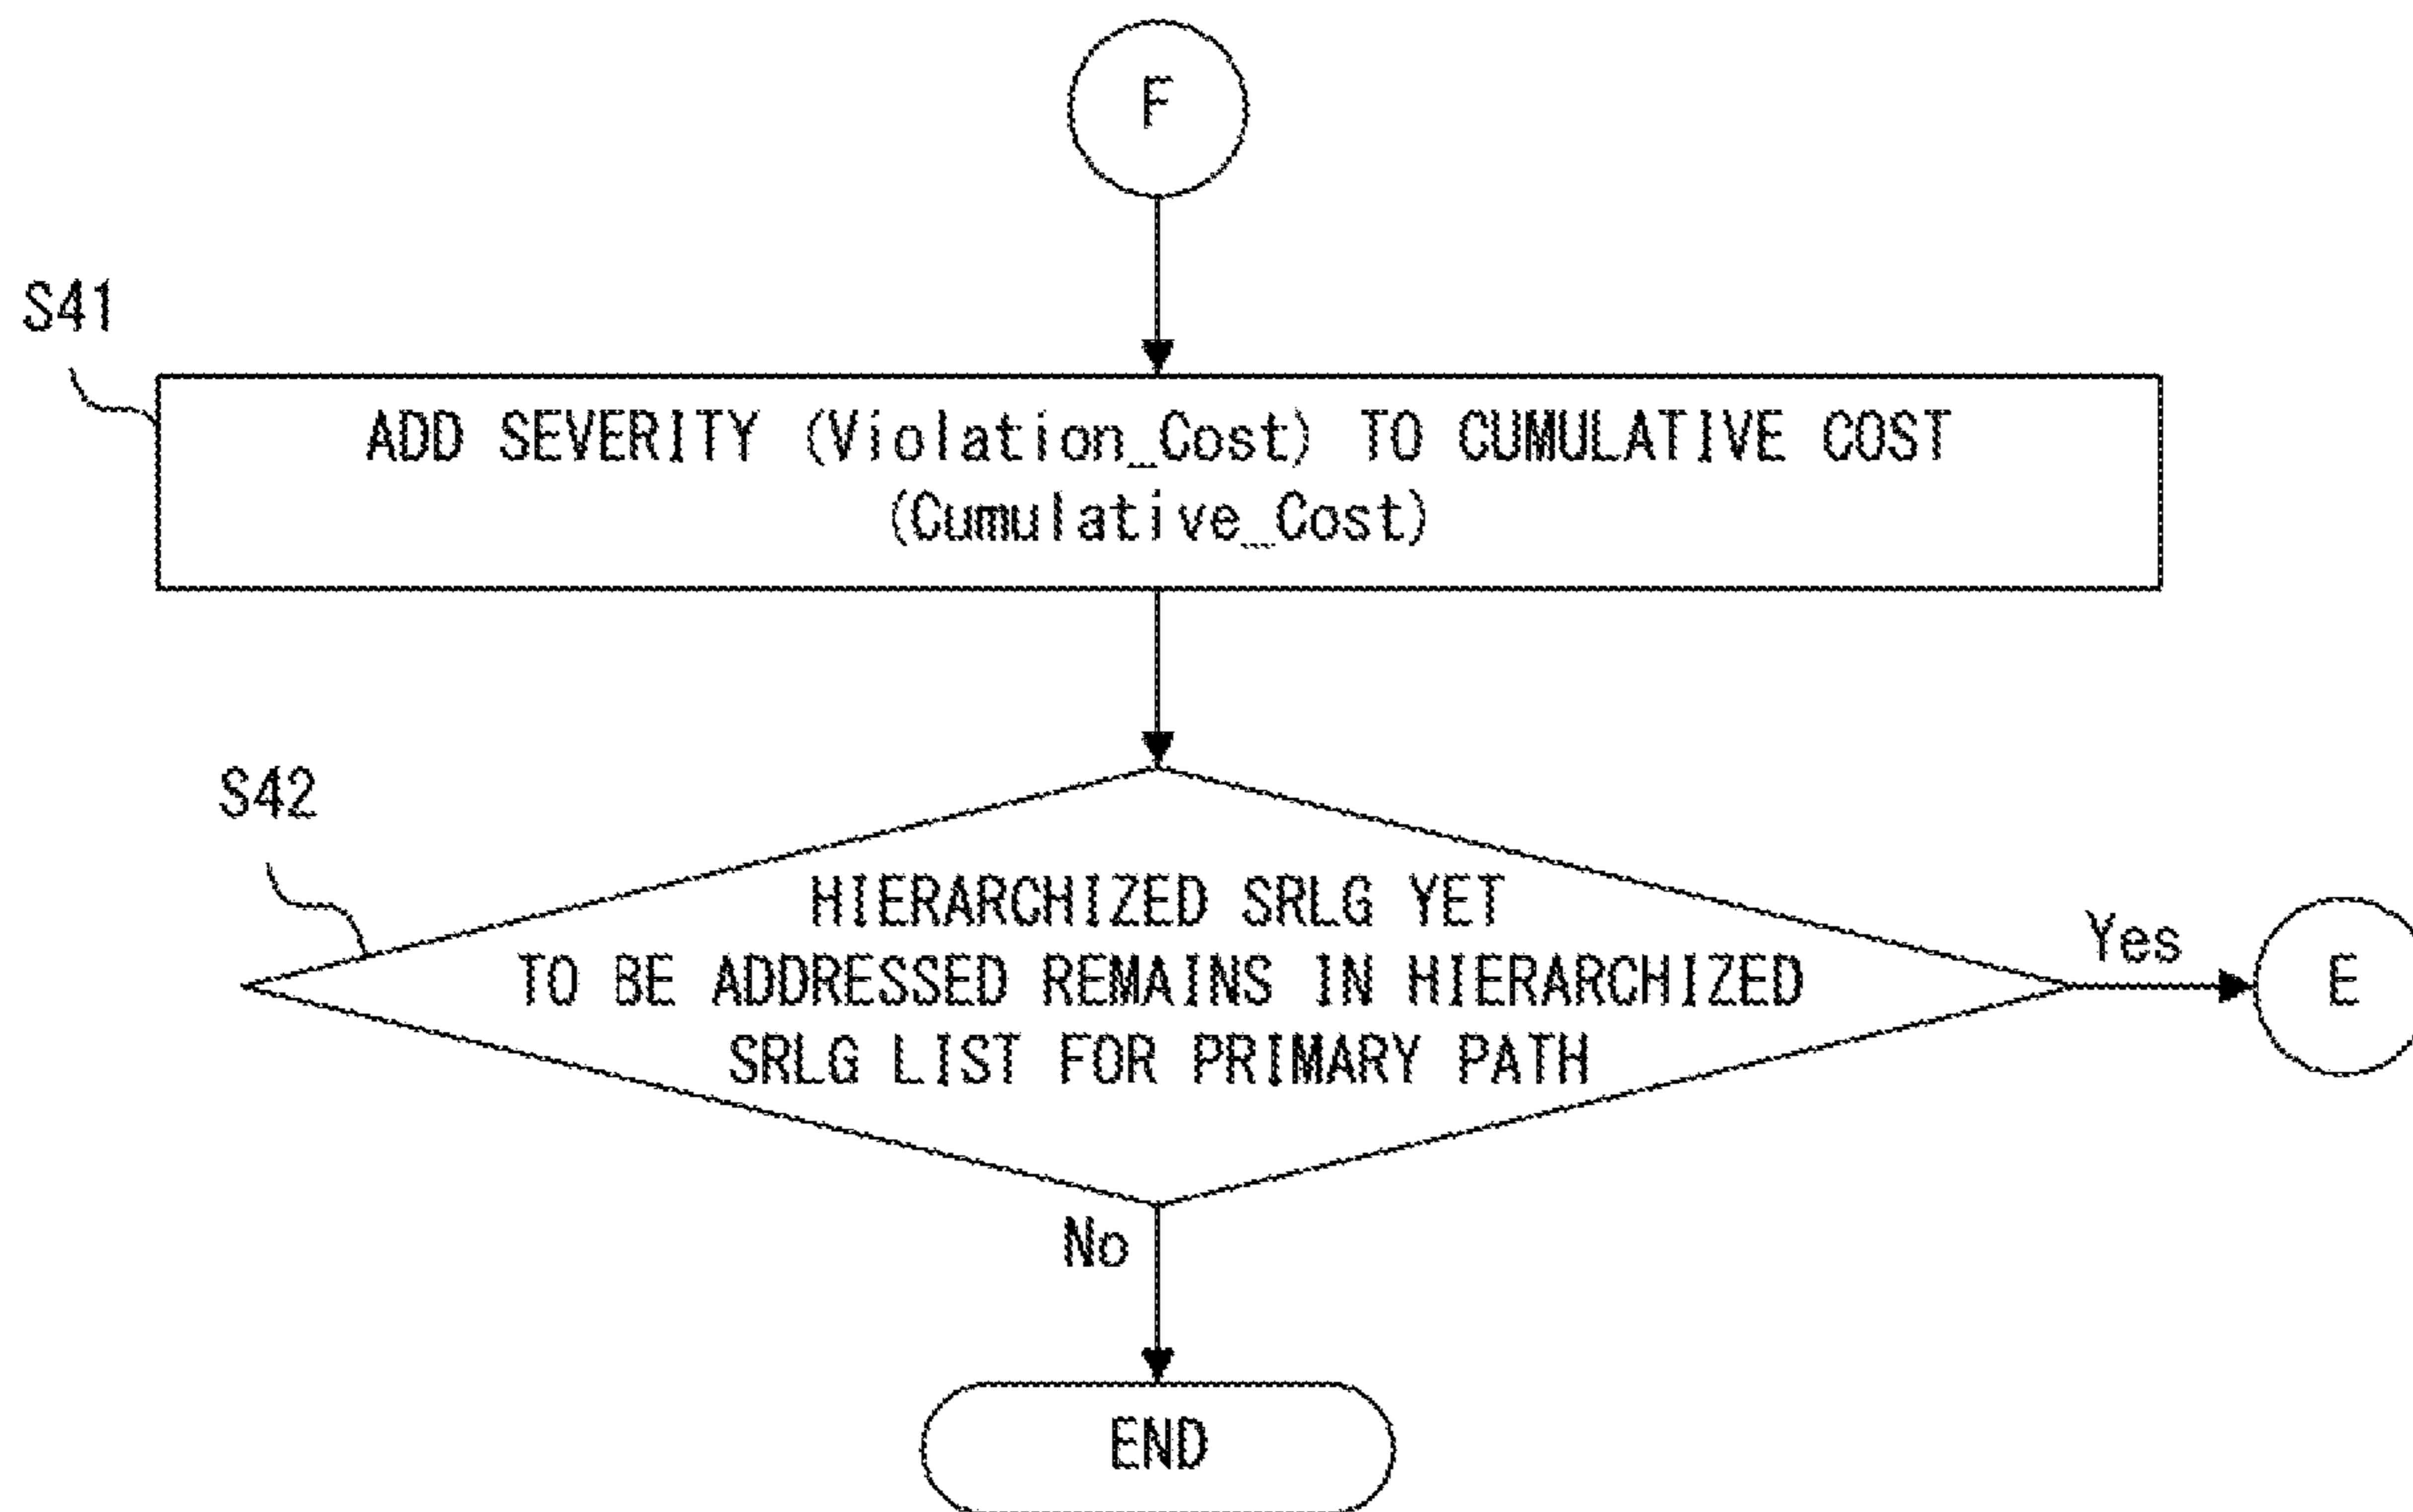 F
S41
ADD SEVERITY (Violation_Cost) TO CUMULATIVE COST
(Cumulative_Cost)
S42
HIERARCHIZED SRLG YET
TO BE ADDRESSED REMAINS IN HIERARCHIZED
SRLG LIST FOR PRIMARY PATH
Yes
E
No
END